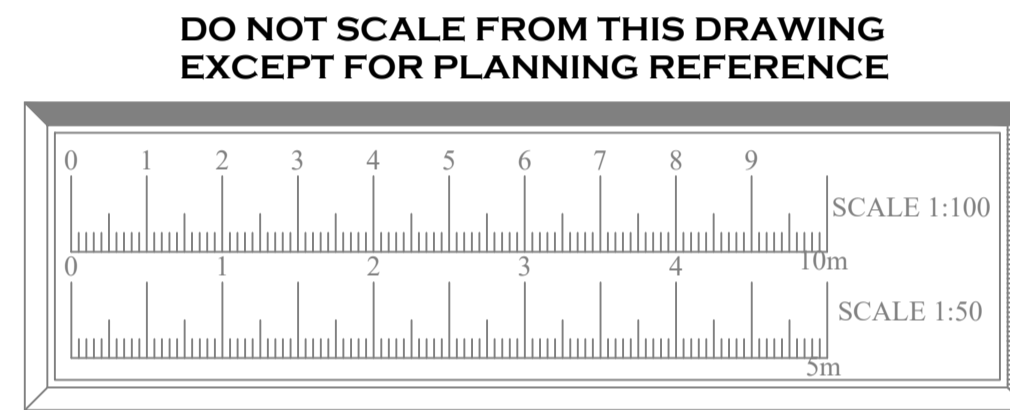 DO NOT SCALE FROM THIS DRAWING
EXCEPT FOR PLANNING REFERENCE
0 1 2 3 4 5 6 7 8 9
SCALE 1:100
0 1 2 3 4 10m
SCALE 1:50
5m